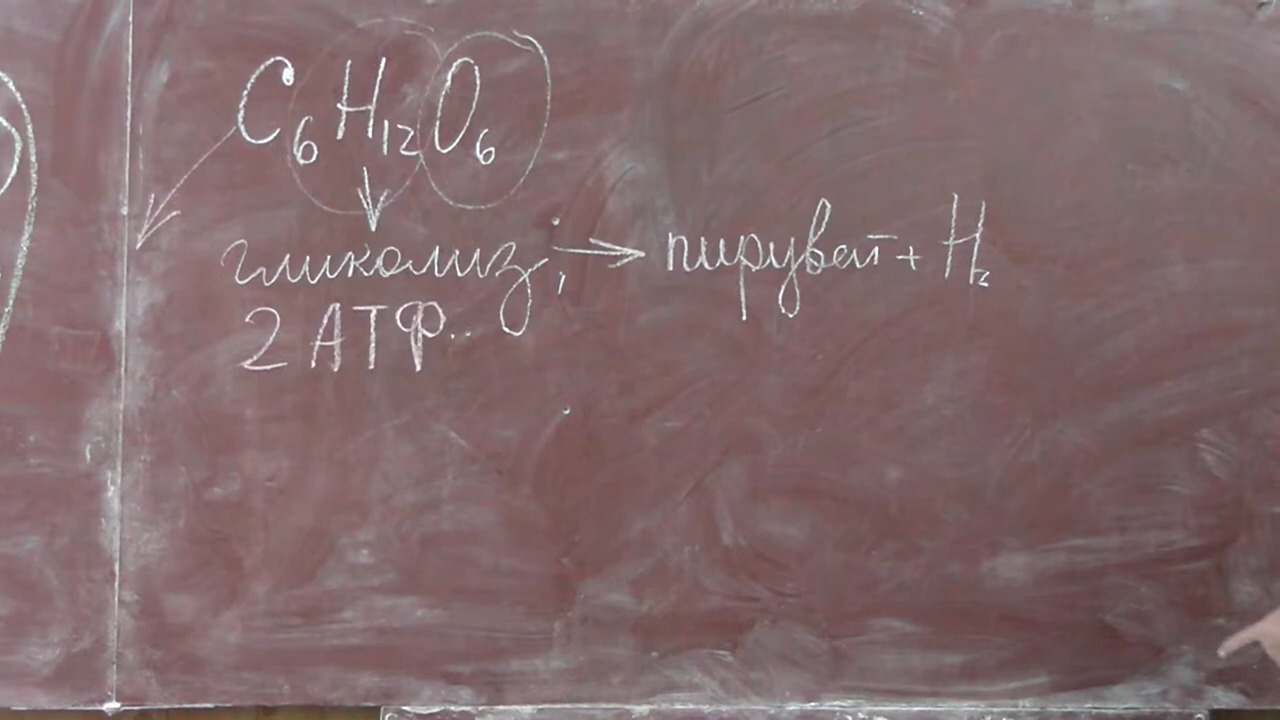 C₆H₁₂O₆
гликолиз; → пируват + H₂
2 АТФ..